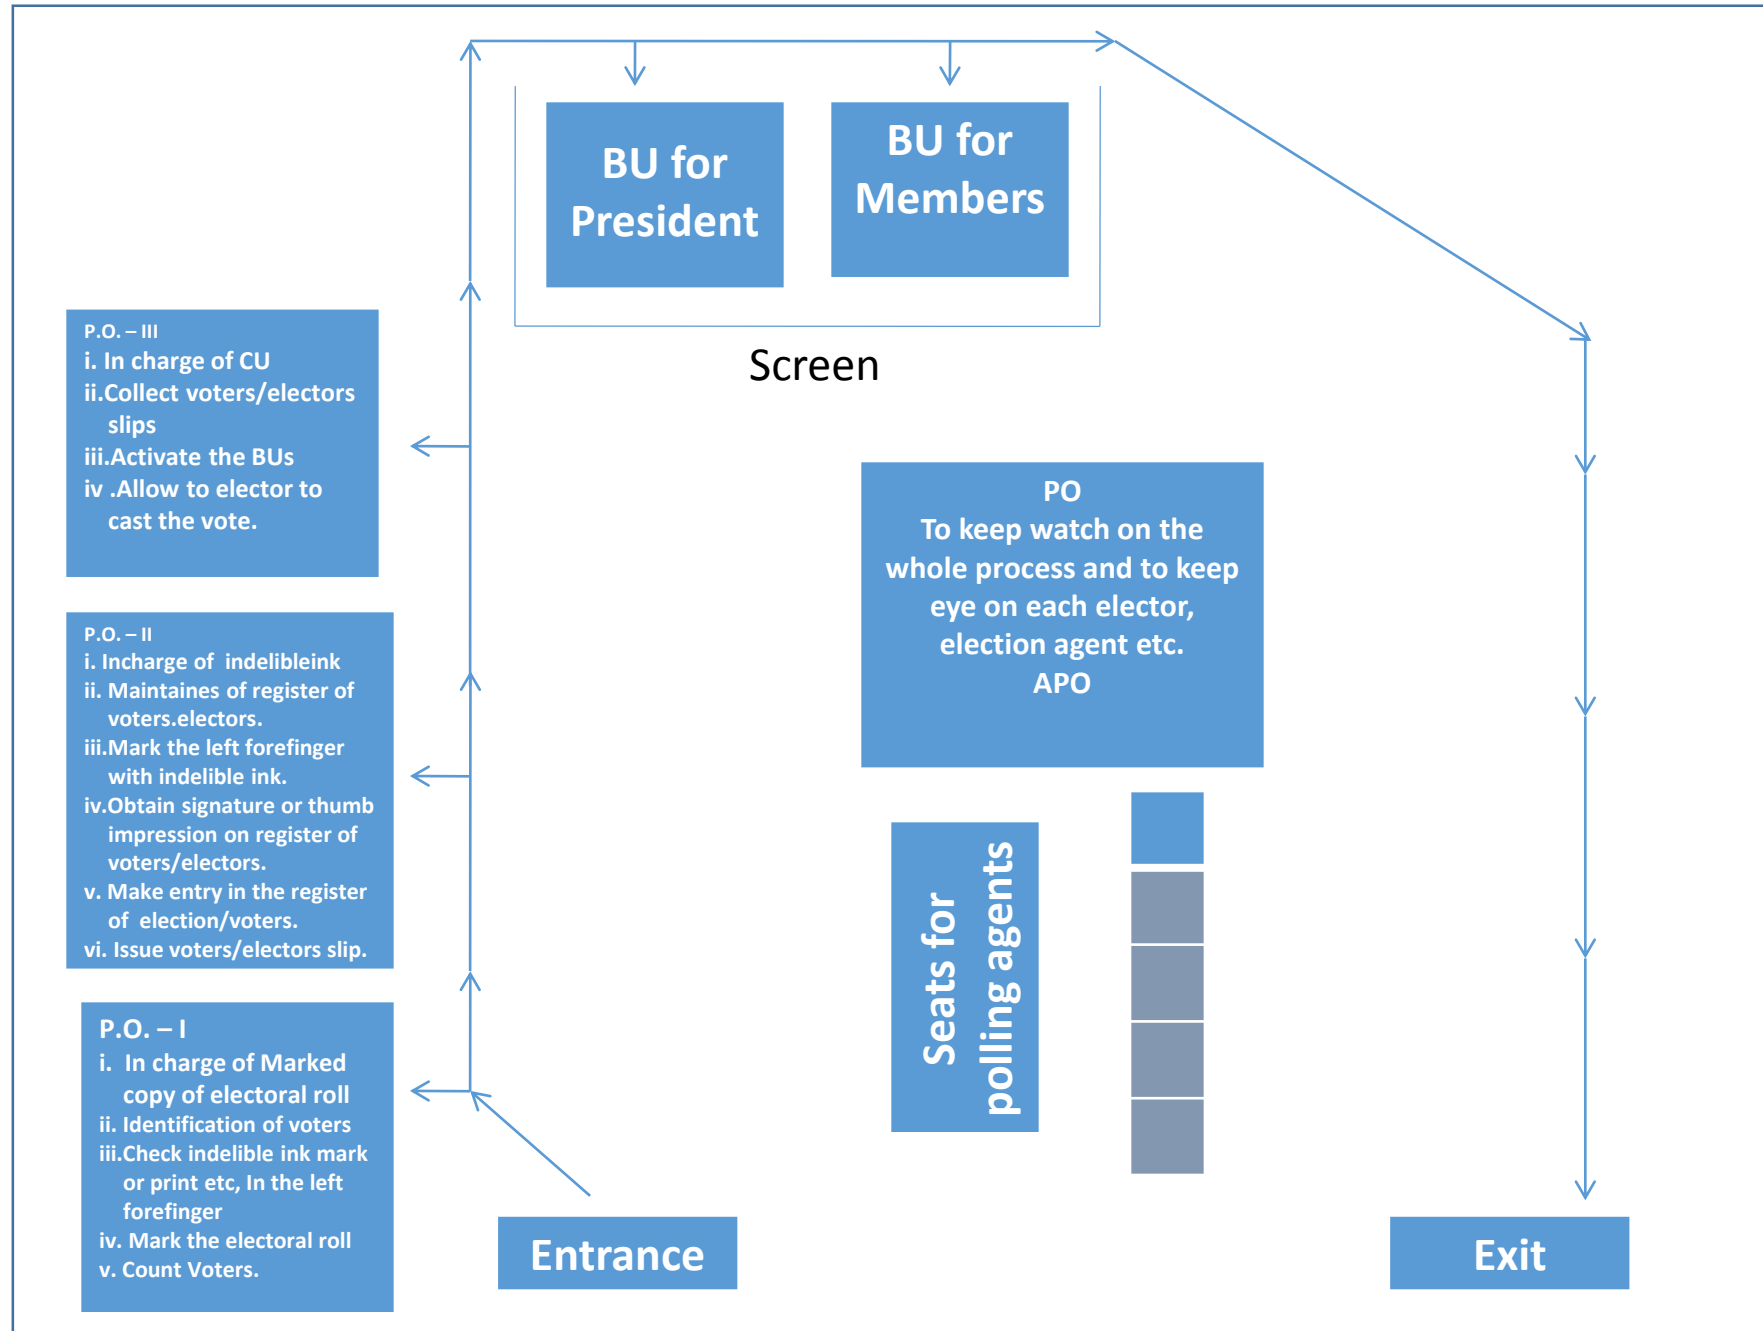 BU for
President
BU for
Members
Screen
P.O. – III
i. In charge of CU
ii.Collect voters/electors
slips
iii.Activate the BUs
iv .Allow to elector to
cast the vote.
PO
To keep watch on the
whole process and to keep
eye on each elector,
election agent etc.
APO
P.O. – II
i. Incharge of  indelibleink
ii. Maintaines of register of
voters.electors.
iii.Mark the left forefinger
with indelible ink.
iv.Obtain signature or thumb
impression on register of
voters/electors.
v. Make entry in the register
of  election/voters.
vi. Issue voters/electors slip.
Seats for
polling agents
P.O. – I
i.  In charge of Marked
copy of electoral roll
ii. Identification of voters
iii.Check indelible ink mark
or print etc, In the left
forefinger
iv. Mark the electoral roll
v. Count Voters.
Entrance
Exit